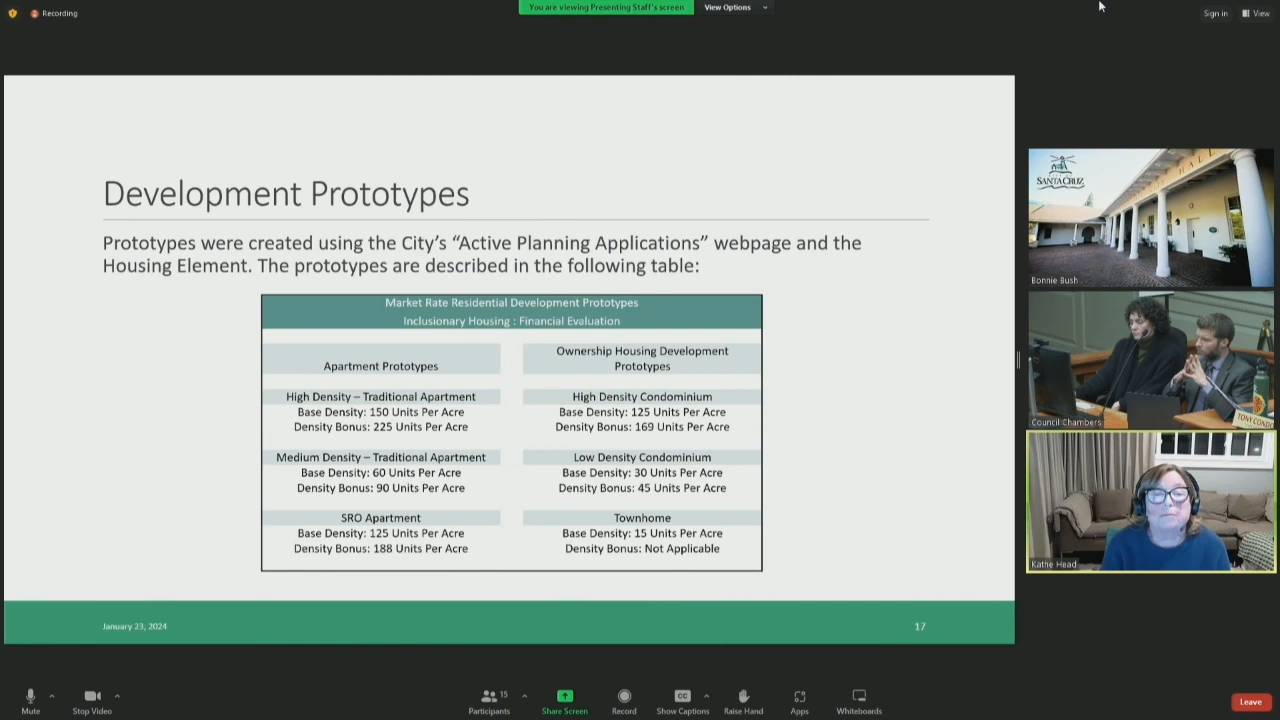 Recording
You are viewing Presenting Staff's screen
View Options
Sign in
View
Development Prototypes
Prototypes were created using the City's “Active Planning Applications” webpage and the
Housing Element. The prototypes are described in the following table:
Market Rate Residential Development Prototypes
Inclusionary Housing : Financial Evaluation
Apartment Prototypes
Ownership Housing Development
Prototypes
High Density – Traditional Apartment
Base Density: 150 Units Per Acre
Density Bonus: 225 Units Per Acre
High Density Condominium
Base Density: 125 Units Per Acre
Density Bonus: 169 Units Per Acre
Medium Density – Traditional Apartment
Base Density: 60 Units Per Acre
Density Bonus: 90 Units Per Acre
Low Density Condominium
Base Density: 30 Units Per Acre
Density Bonus: 45 Units Per Acre
SRO Apartment
Base Density: 125 Units Per Acre
Density Bonus: 188 Units Per Acre
Townhome
Base Density: 15 Units Per Acre
Density Bonus: Not Applicable
January 23, 2024
17
SANTA CRUZ
HALL
Bonnie Bush
Council Chambers
Kathe Head
Mute
Stop Video
15
Participants
Share Screen
Record
CC
Show Captions
Raise Hand
Apps
Whiteboards
Leave